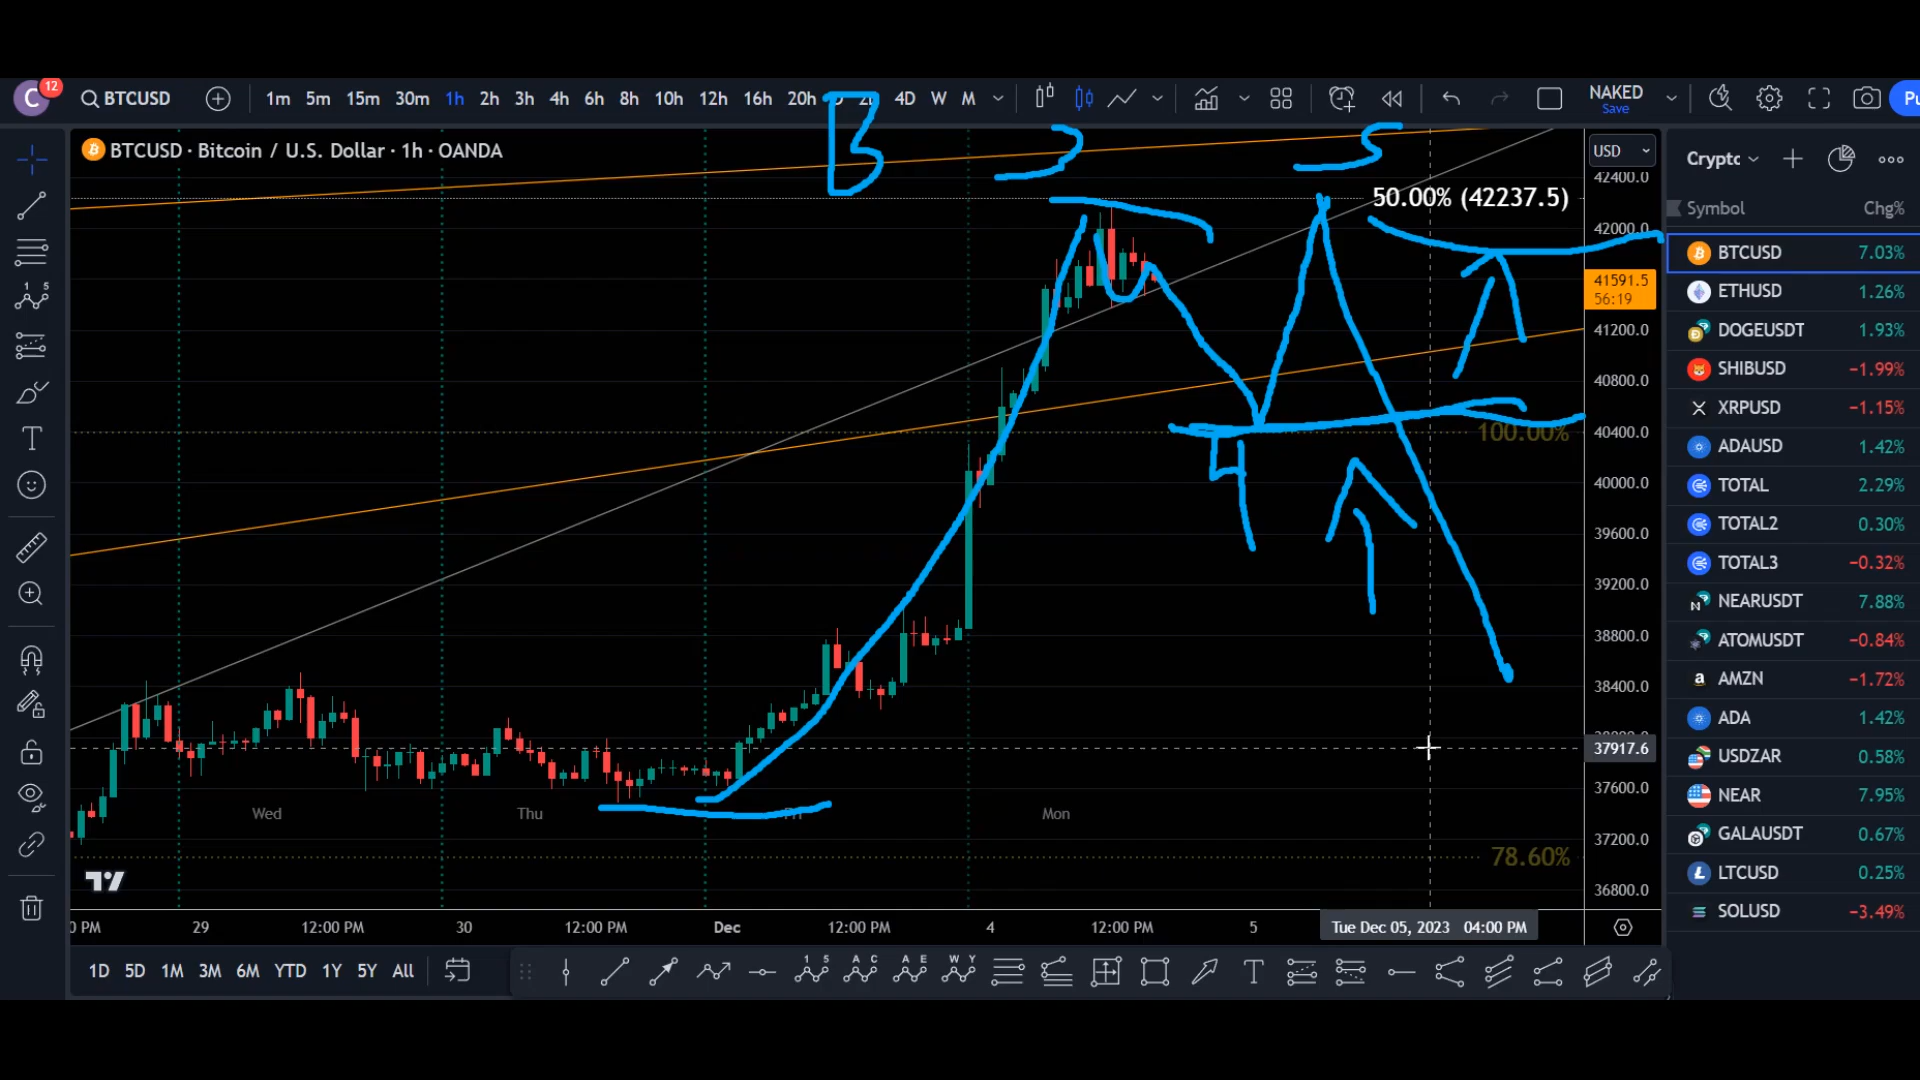 C 12 BTCUSD 1m 5m 15m 30m 1h 2h 3h 4h 6h 8h 10h 12h 16h 20h 4D W M NAKED
Save
BTCUSD · Bitcoin / U.S. Dollar · 1h · OANDA
USD
B
50.00% (42237.5)
100.00%
78.60%
42400.0
42000.0
41591.5
56:19
41200.0
40800.0
40400.0
40000.0
39600.0
39200.0
38800.0
38400.0
37917.6
37600.0
37200.0
36800.0
Wed Thu Fri Mon
29 12:00 PM 30 12:00 PM Dec 12:00 PM 4 12:00 PM 5 Tue Dec 05, 2023 04:00 PM
1D 5D 1M 3M 6M YTD 1Y 5Y All
Symbol Chg%
BTCUSD 7.03%
ETHUSD 1.26%
DOGEUSDT 1.93%
SHIBUSD −1.99%
XRPUSD −1.15%
ADAUSD 1.42%
TOTAL 2.29%
TOTAL2 0.30%
TOTAL3 −0.32%
NEARUSDT 7.88%
ATOMUSDT −0.84%
AMZN −1.72%
ADA 1.42%
USDZAR 0.58%
NEAR 7.95%
GALAUSDT 0.67%
LTCUSD 0.25%
SOLUSD −3.49%